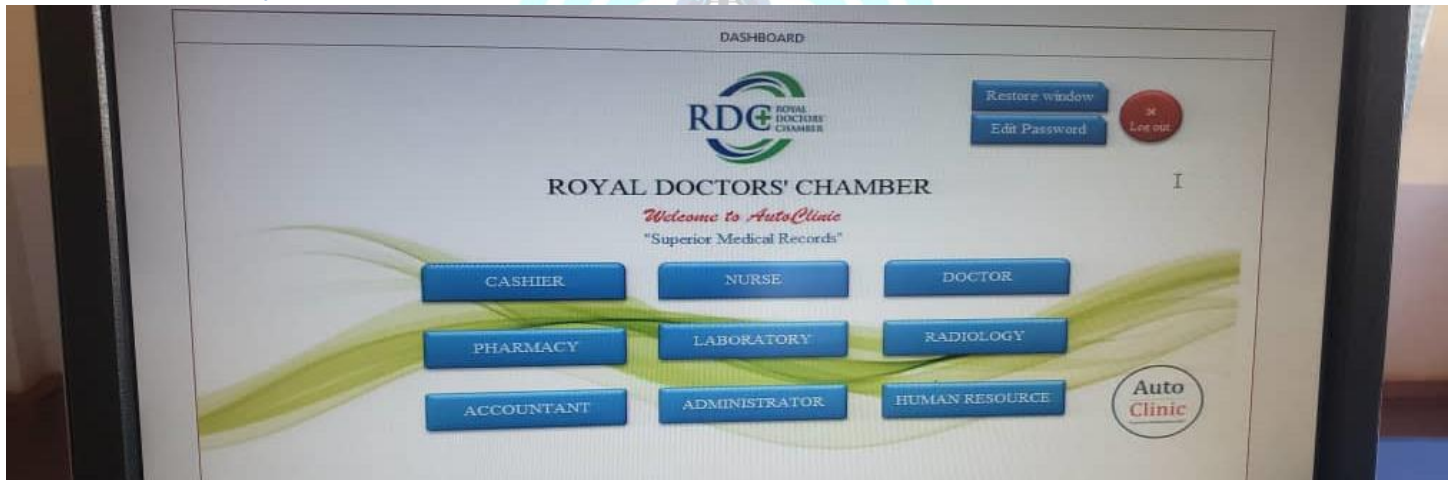 DASHBOARD
RDC ROYAL DOCTORS' CHAMBER
Restore window
Edit Password
× Log out
ROYAL DOCTORS' CHAMBER
Welcome to AutoClinic
"Superior Medical Records"
CASHIER NURSE DOCTOR
PHARMACY LABORATORY RADIOLOGY
ACCOUNTANT ADMINISTRATOR HUMAN RESOURCE
Auto
Clinic